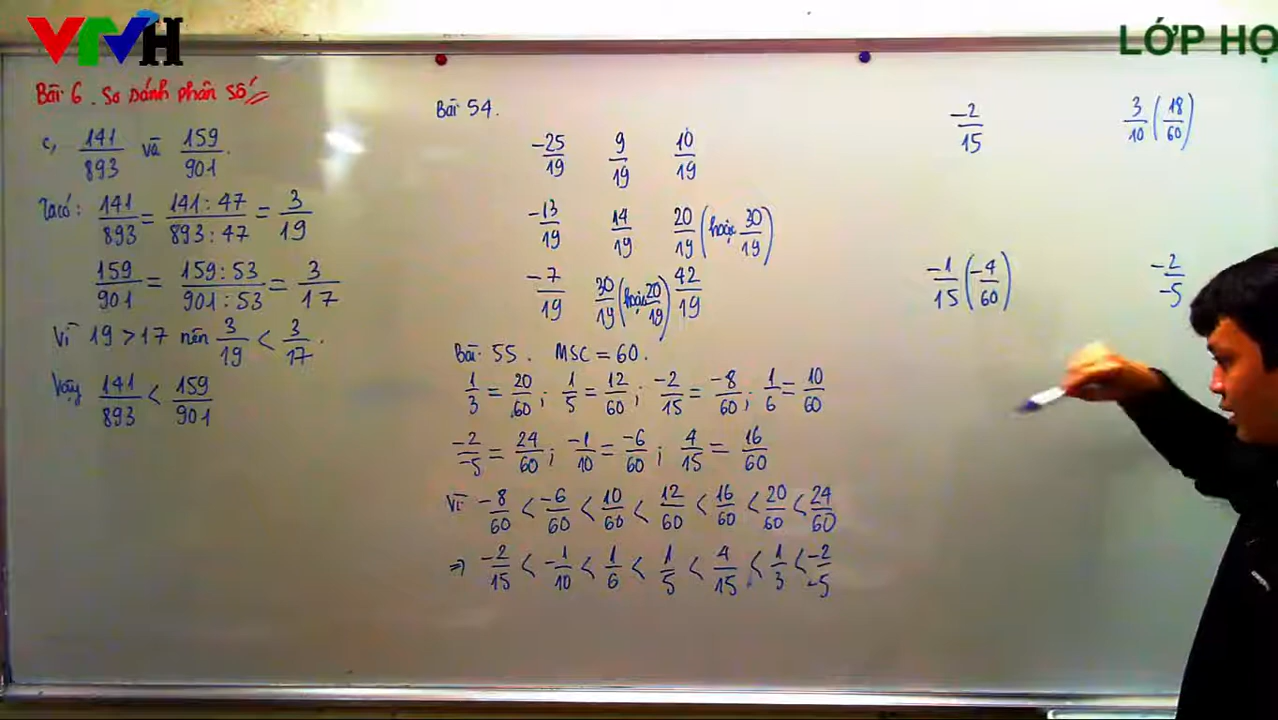 VTVH
LỚP HỌ
Bài 6. So sánh phân số
c, 141/893 và 159/901.
Ta có: 141/893 = 141:47/893:47 = 3/19
159/901 = 159:53/901:53 = 3/17
Vì 19 > 17 nên 3/19 < 3/17.
Vậy 141/893 < 159/901
Bài 54.
-25/19 9/19 10/19
-13/19 14/19 20/19 (hoặc 30/19)
-7/19 30/19 (hoặc 20/19) 42/19
Bài 55. MSC = 60.
1/3 = 20/60; 1/5 = 12/60; -2/15 = -8/60; 1/6 = 10/60
-2/-5 = 24/60; -1/10 = -6/60; 4/15 = 16/60
Vì -8/60 < -6/60 < 10/60 < 12/60 < 16/60 < 20/60 < 24/60
⇒ -2/15 < -1/10 < 1/6 < 1/5 < 4/15 < 1/3 < -2/-5
-2/15 3/10 (18/60)
-1/15 (-4/60) -2/-5